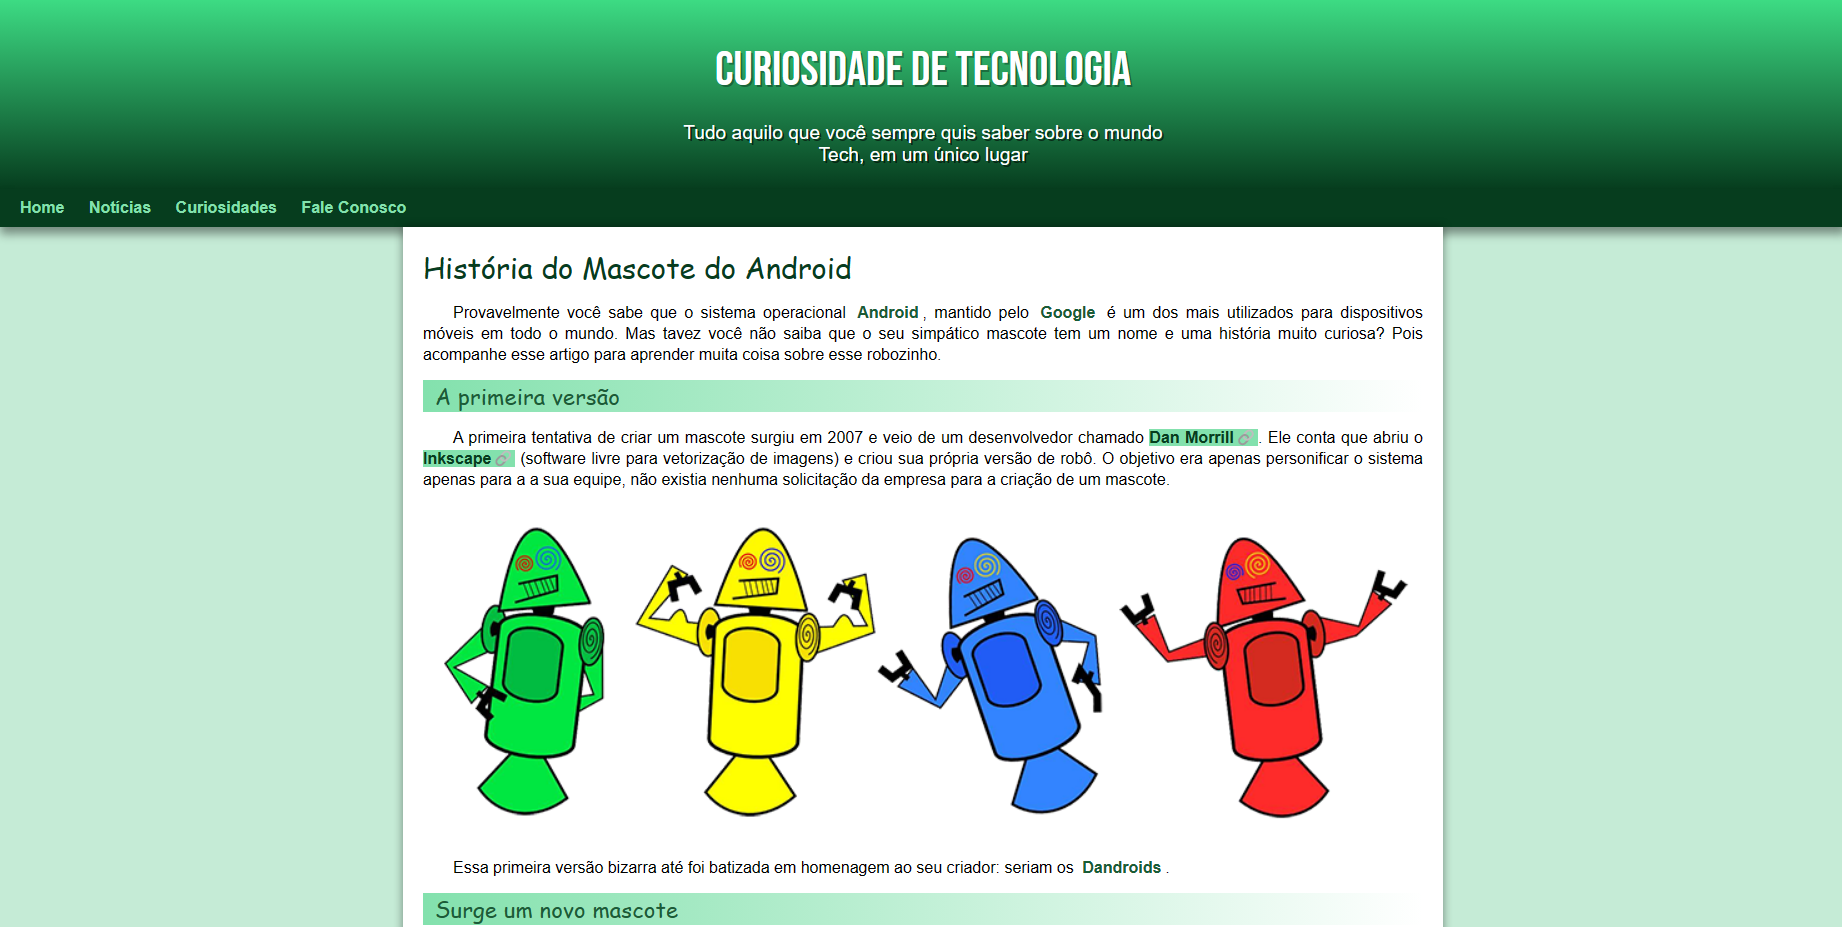 CURIOSIDADE DE TECNOLOGIA
Tudo aquilo que você sempre quis saber sobre o mundo
Tech, em um único lugar
Home Notícias Curiosidades Fale Conosco
História do Mascote do Android
Provavelmente você sabe que o sistema operacional Android , mantido pelo Google é um dos mais utilizados para dispositivos
móveis em todo o mundo. Mas tavez você não saiba que o seu simpático mascote tem um nome e uma história muito curiosa? Pois
acompanhe esse artigo para aprender muita coisa sobre esse robozinho.
A primeira versão
A primeira tentativa de criar um mascote surgiu em 2007 e veio de um desenvolvedor chamado Dan Morrill . Ele conta que abriu o
Inkscape (software livre para vetorização de imagens) e criou sua própria versão de robô. O objetivo era apenas personificar o sistema
apenas para a a sua equipe, não existia nenhuma solicitação da empresa para a criação de um mascote.
Essa primeira versão bizarra até foi batizada em homenagem ao seu criador: seriam os Dandroids .
Surge um novo mascote